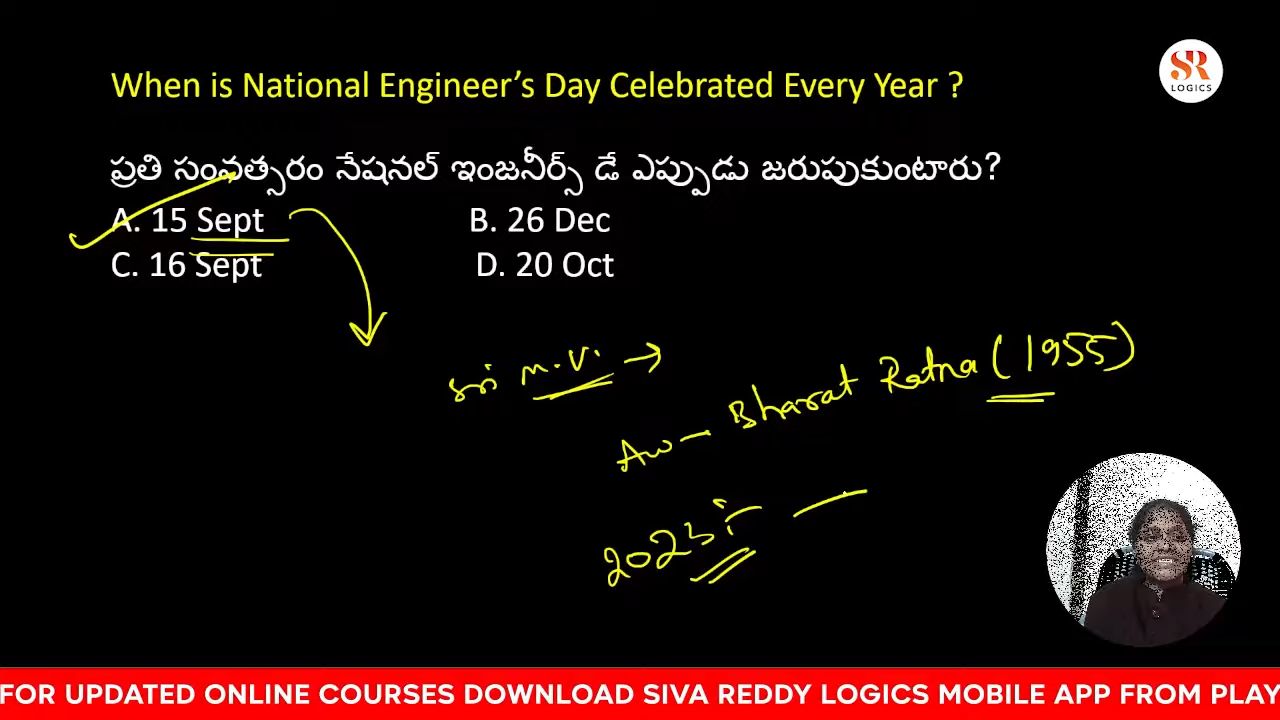 When is National Engineer’s Day Celebrated Every Year ?
SR
LOGICS
ప్రతి సంవత్సరం నేషనల్ ఇంజనీర్స్ డే ఎప్పుడు జరుపుకుంటారు?
A. 15 Sept B. 26 Dec
C. 16 Sept D. 20 Oct
Sri M.V. →
Aw - Bharat Ratna (1955)
2023
FOR UPDATED ONLINE COURSES DOWNLOAD SIVA REDDY LOGICS MOBILE APP FROM PLAY